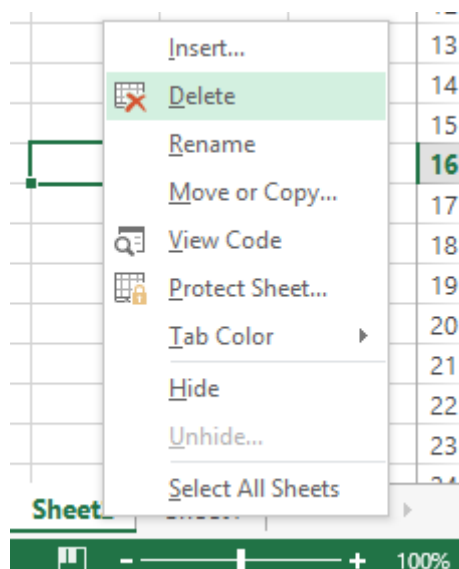 Insert...
Delete
Rename
Move or Copy...
View Code
Protect Sheet...
Tab Color
Hide
Unhide...
Select All Sheets
13
14
15
16
17
18
19
20
21
22
23
100%